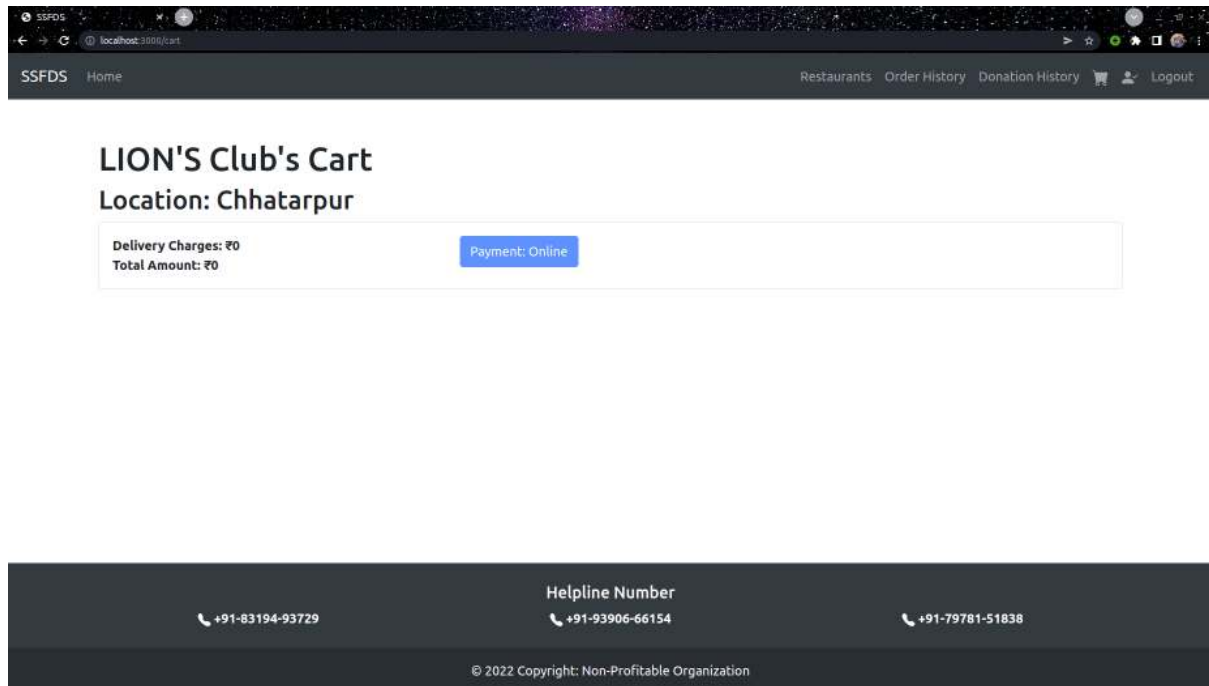 SSFDS
localhost:3000/cart
SSFDS Home Restaurants Order History Donation History Logout
LION'S Club's Cart
Location: Chhatarpur
Delivery Charges: ₹0
Payment: Online
Total Amount: ₹0
Helpline Number
+91-83194-93729 +91-93906-66154 +91-79781-51838
© 2022 Copyright: Non-Profitable Organization